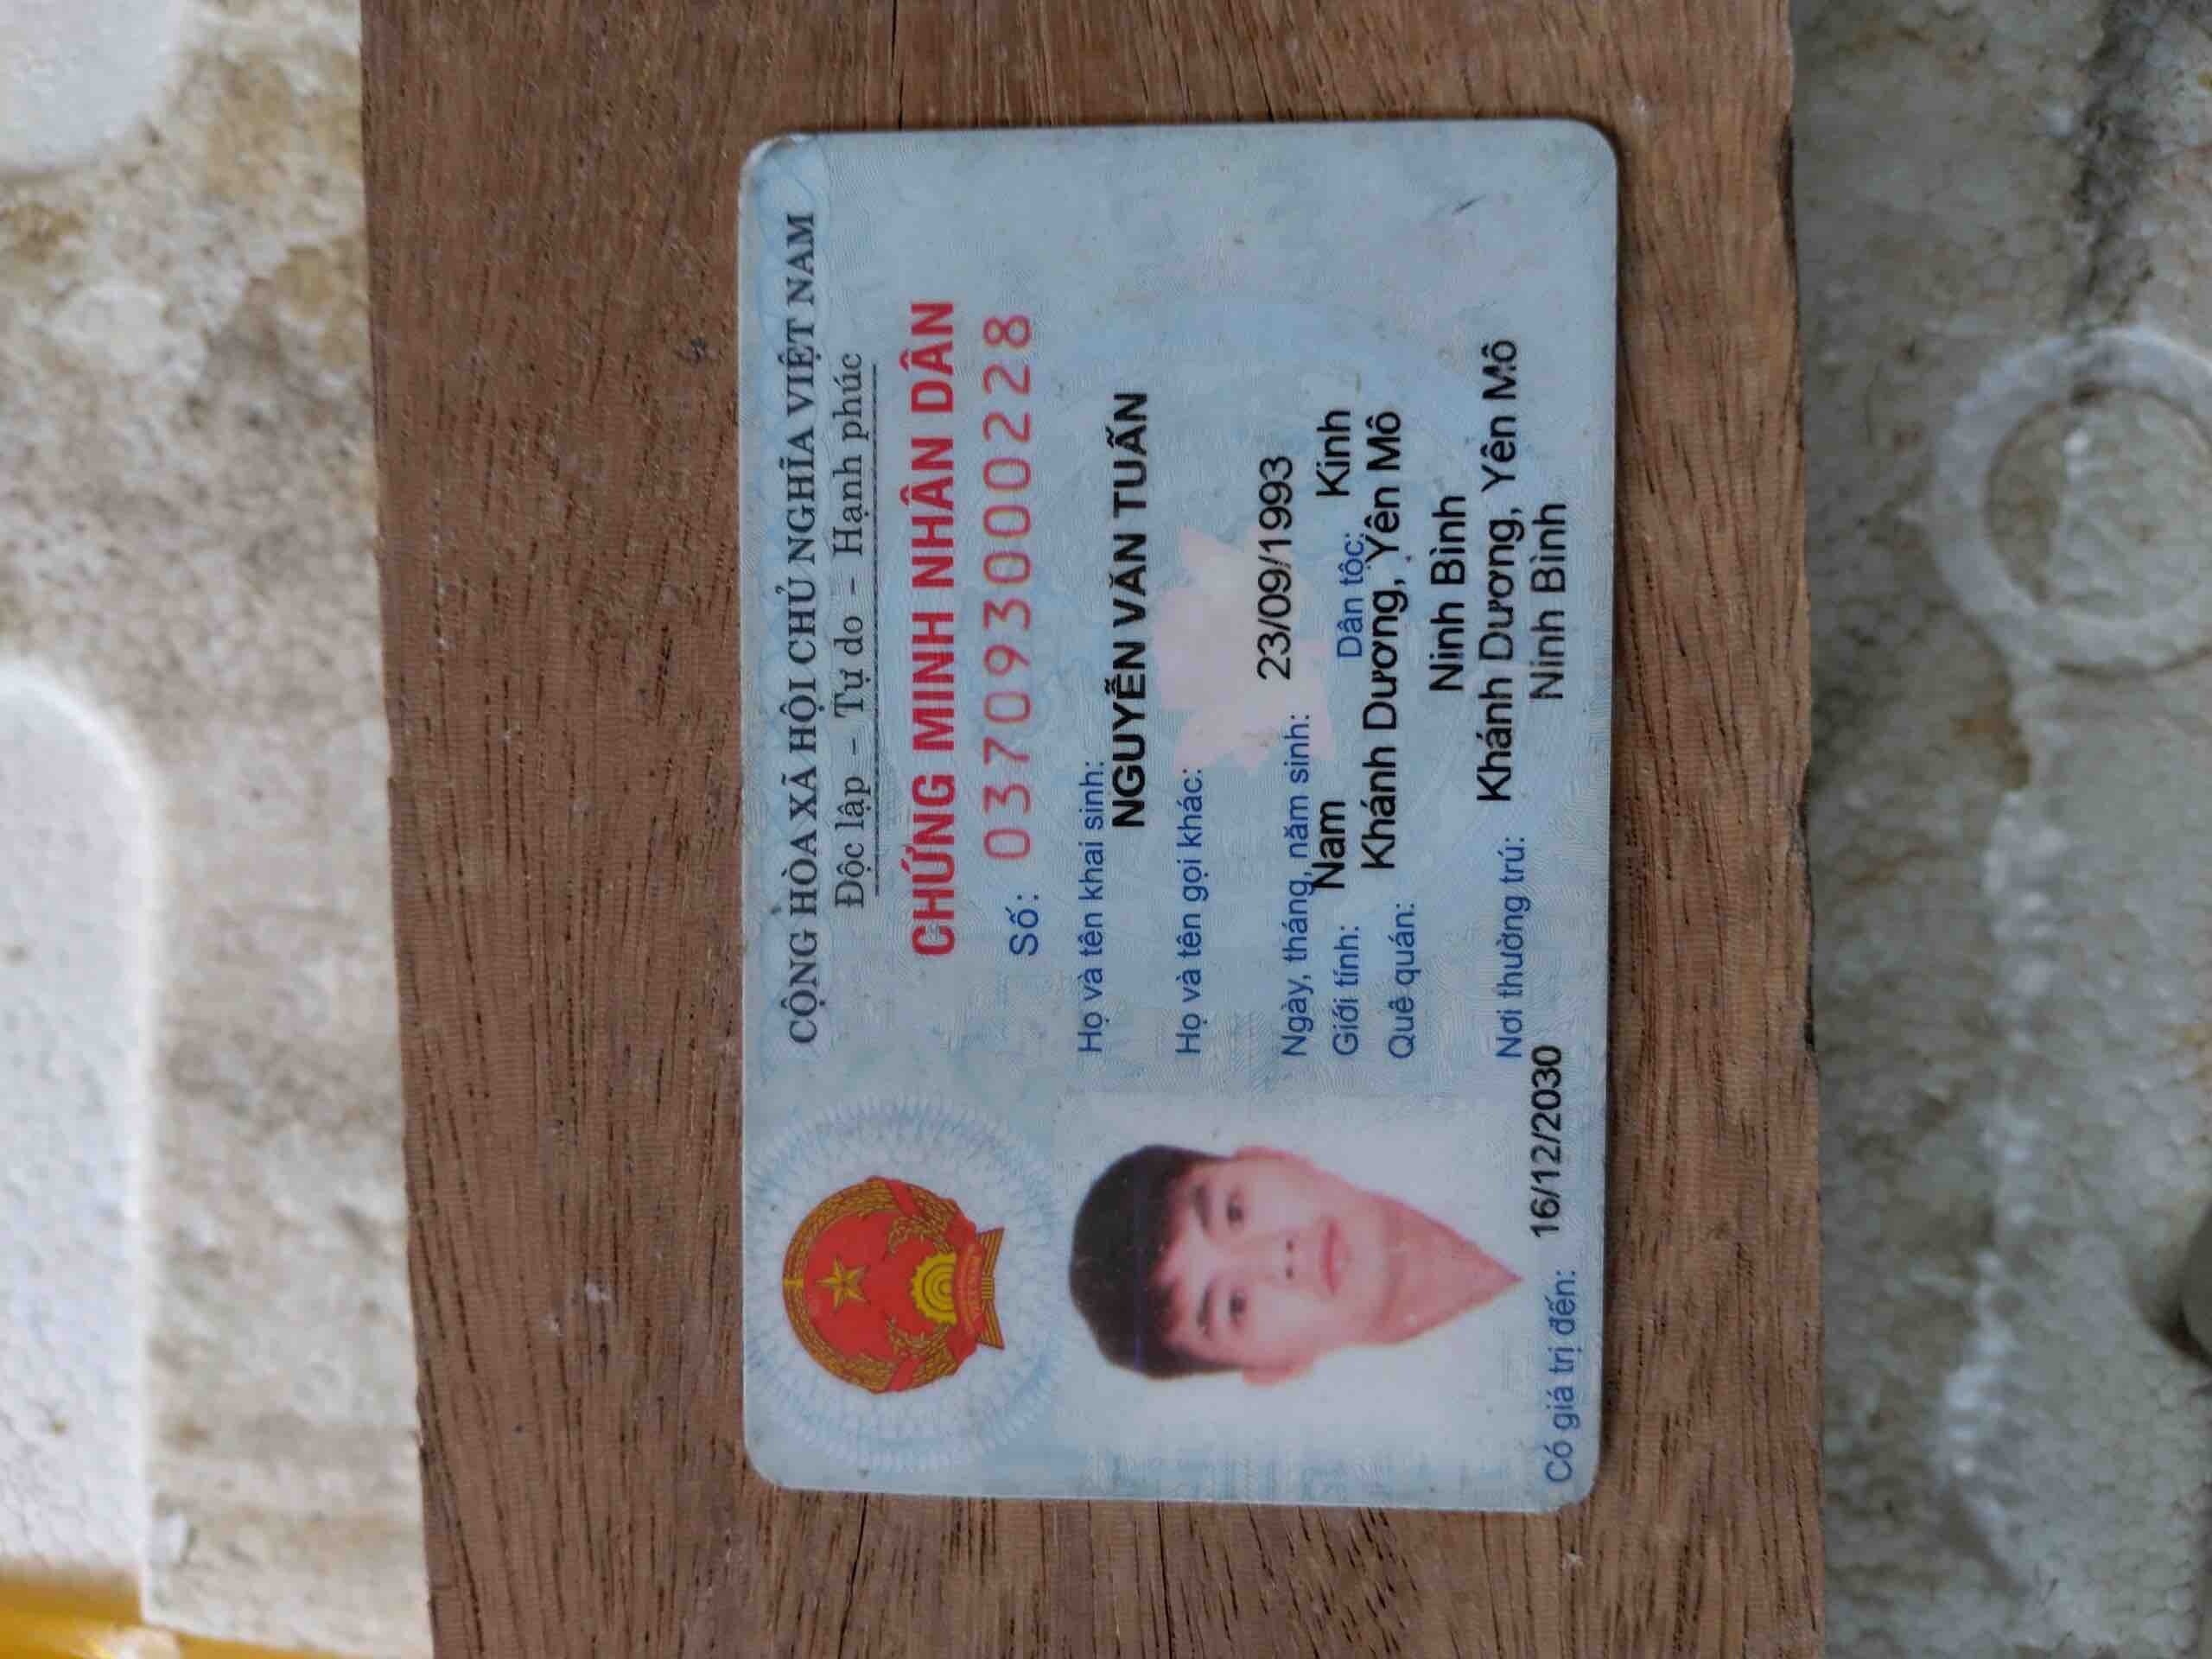 CỘNG HÒA XÃ HỘI CHỦ NGHĨA VIỆT NAM
Độc lập - Tự do - Hạnh phúc
CHỨNG MINH NHÂN DÂN
Số: 037093000228
Họ và tên khai sinh:
NGUYỄN VĂN TUẤN
Họ và tên gọi khác:
Ngày, tháng, năm sinh: 23/09/1993
Giới tính: Nam Dân tộc: Kinh
Quê quán: Khánh Dương, Yên Mô
Ninh Bình
Nơi thường trú: Khánh Dương, Yên Mô
Ninh Bình
Có giá trị đến: 16/12/2030